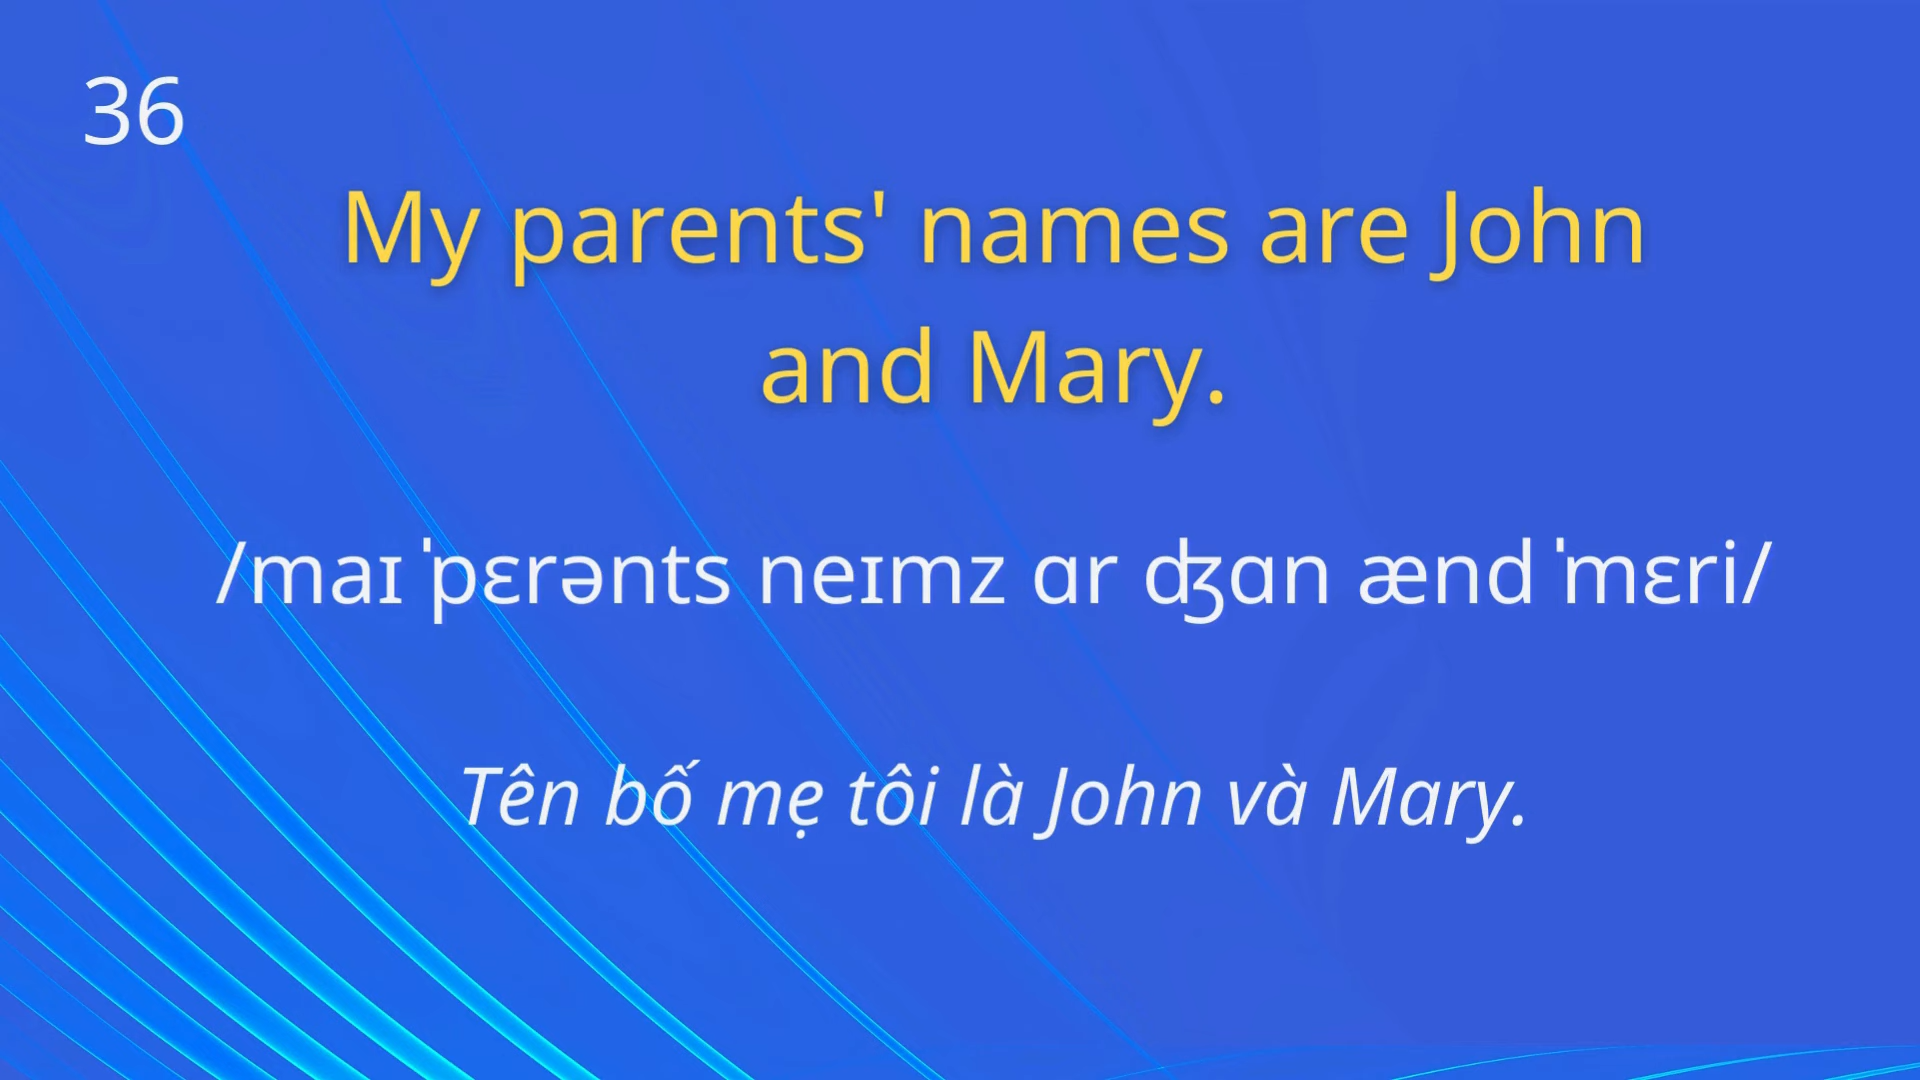 36
My parents' names are John
and Mary.
/maɪ ˈpɛrənts neɪmz ɑr ʤɑn ænd ˈmɛri/
Tên bố mẹ tôi là John và Mary.